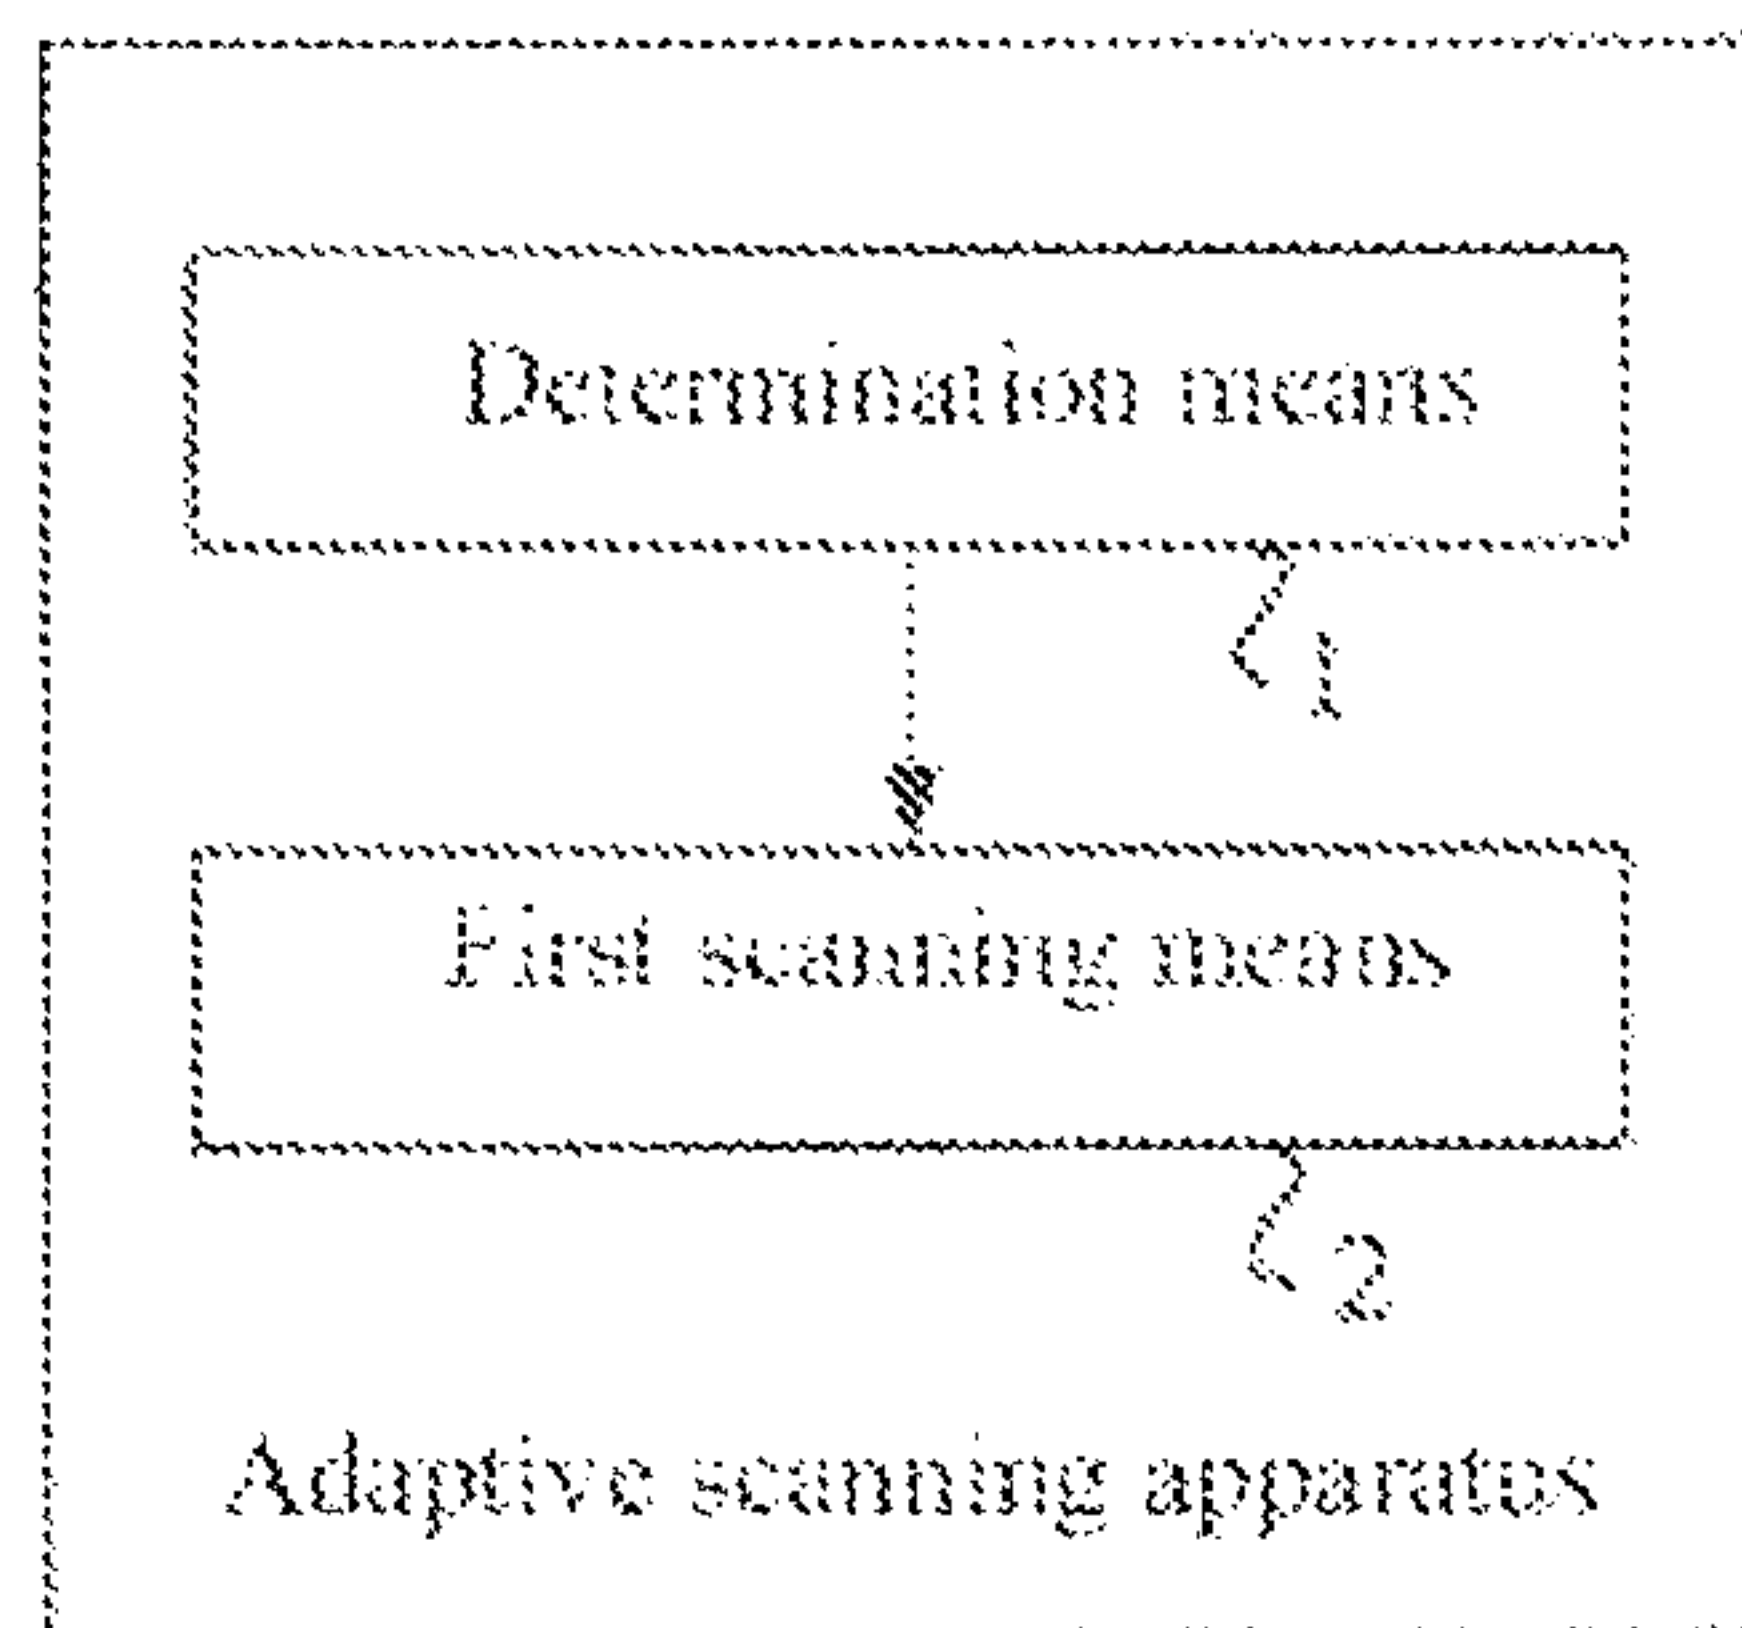 Determination means
1
First scanning means
2
Adaptive scanning apparatus